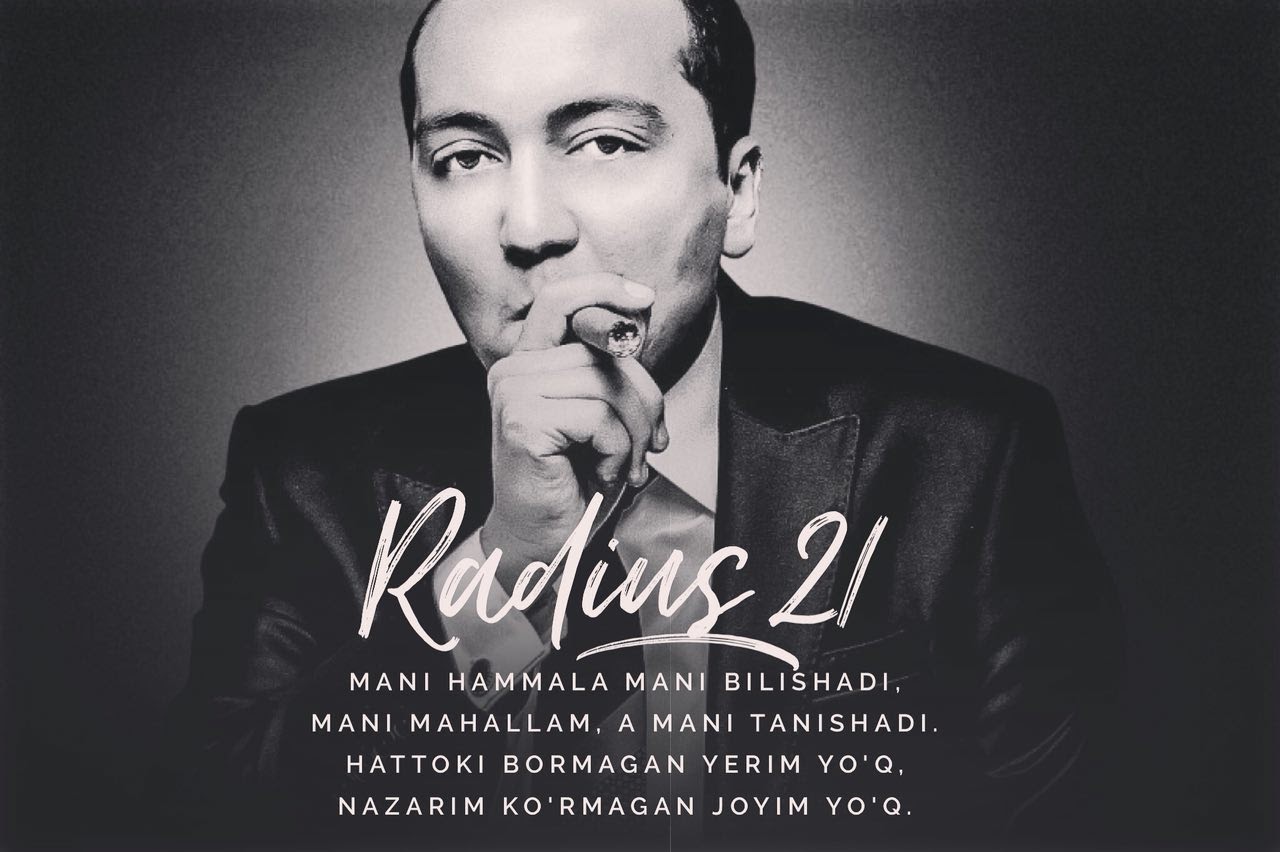 Radius 21
MANI HAMMALA MANI BILISHADI,
MANI MAHALLAM, A MANI TANISHADI.
HATTOKI BORMAGAN YERIM YO'Q,
NAZARIM KO'RMAGAN JOYIM YO'Q.